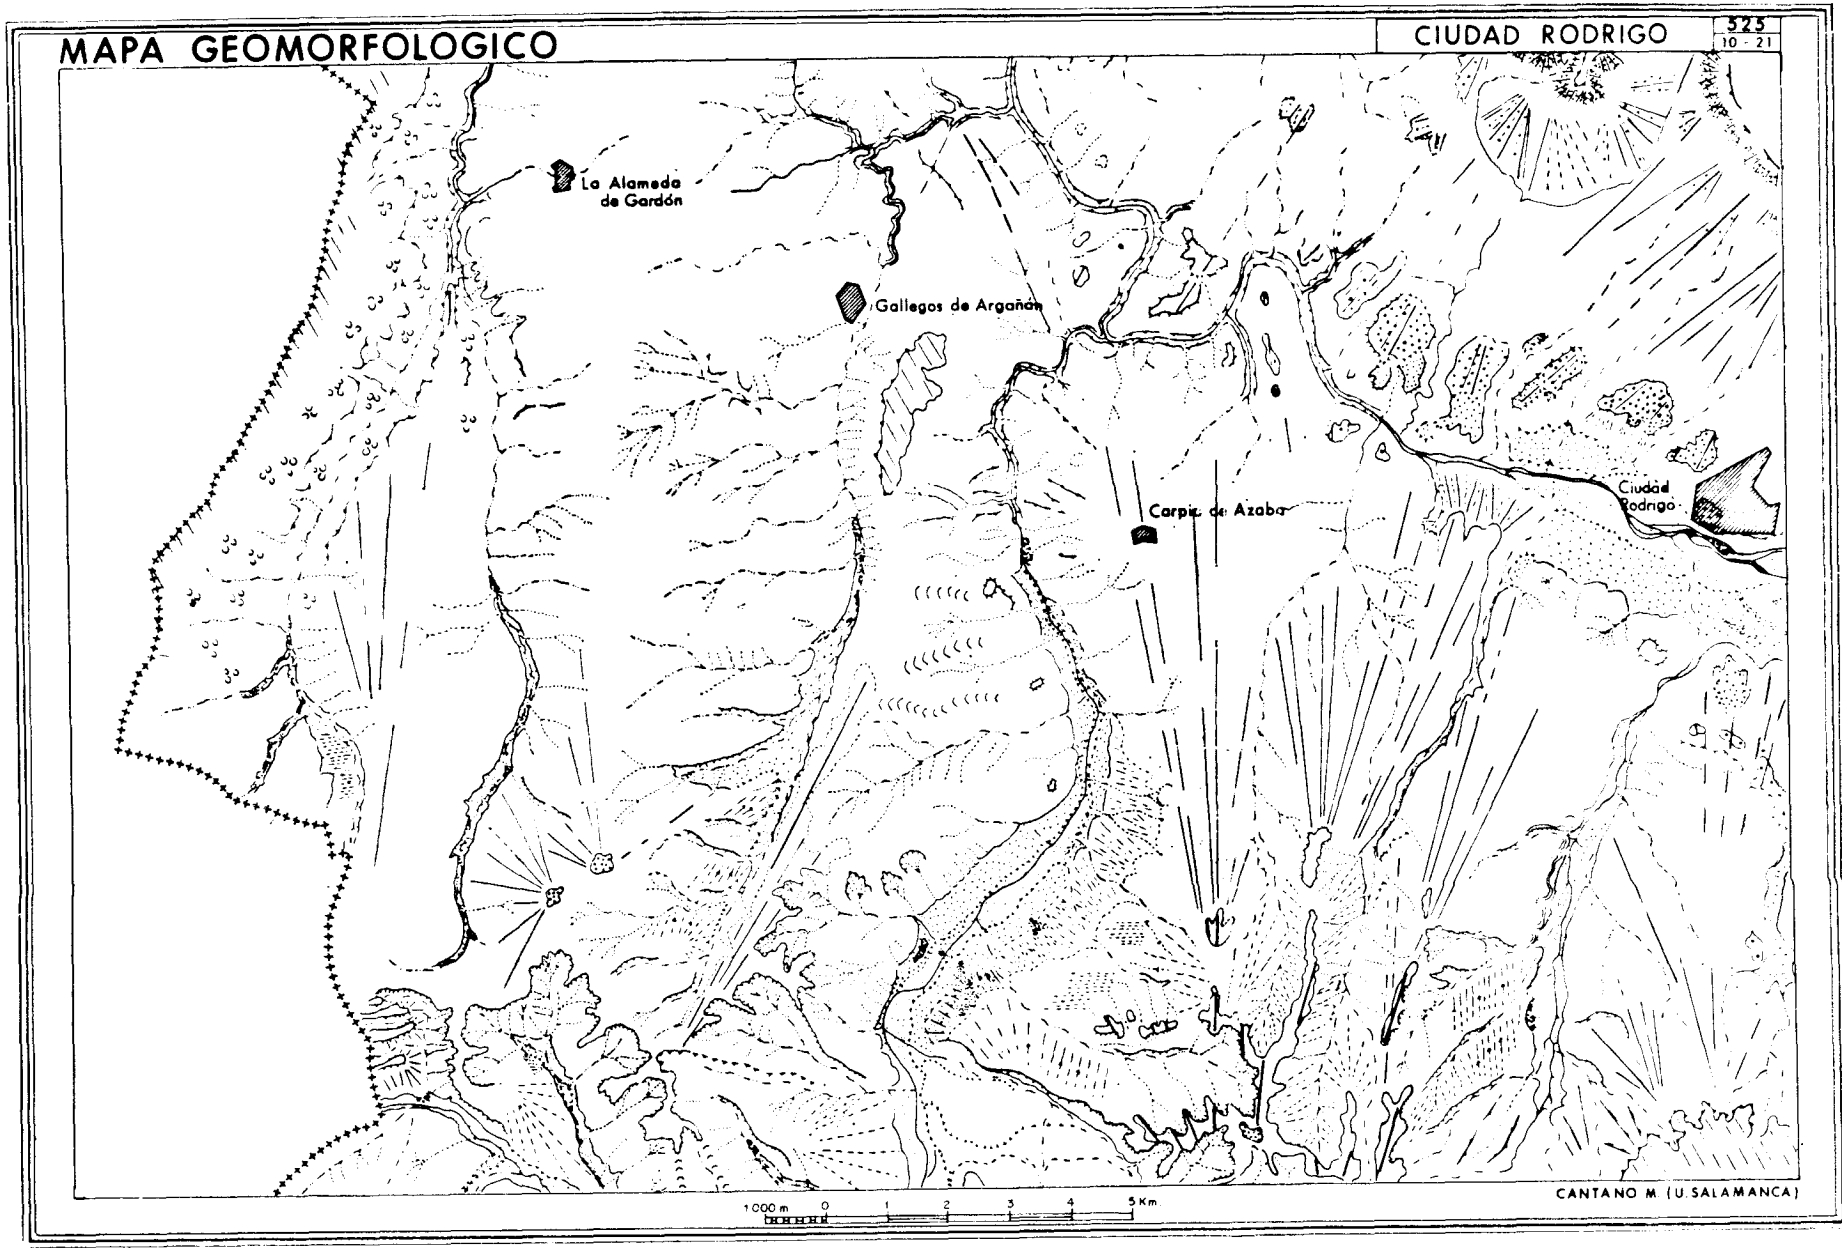 MAPA GEOMORFOLOGICO
CIUDAD RODRIGO
525
10 - 21
La Alameda
de Gardón
Gallegos de Argañán
Carpio de Azaba
Ciudad
Rodrigo
CANTANO M. (U. SALAMANCA)
1000 m 0 1 2 3 4 5 Km.